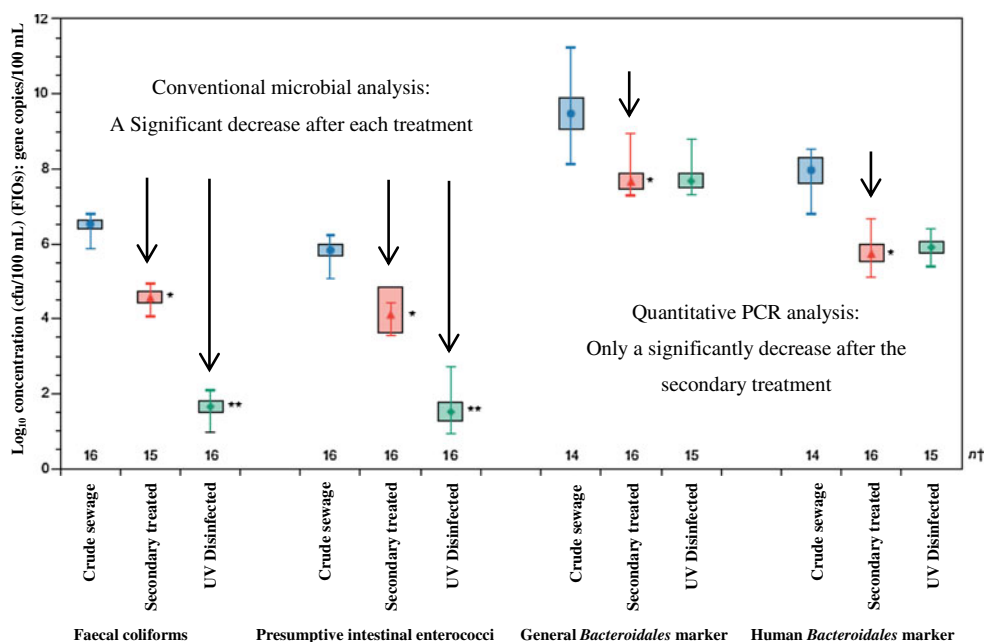 12
10
8
6
4
2
0
Log₁₀ concentration (cfu/100 mL) (FIOs): gene copies/100 mL
Conventional microbial analysis:
A Significant decrease after each treatment
Quantitative PCR analysis:
Only a significantly decrease after the
secondary treatment
*
**
*
**
*
*
16 15 16 16 16 16 14 16 15 14 16 15 n†
Crude sewage
Secondary treated
UV Disinfected
Crude sewage
Secondary treated
UV Disinfected
Crude sewage
Secondary treated
UV Disinfected
Crude sewage
Secondary treated
UV Disinfected
Faecal coliforms
Presumptive intestinal enterococci
General Bacteroidales marker
Human Bacteroidales marker